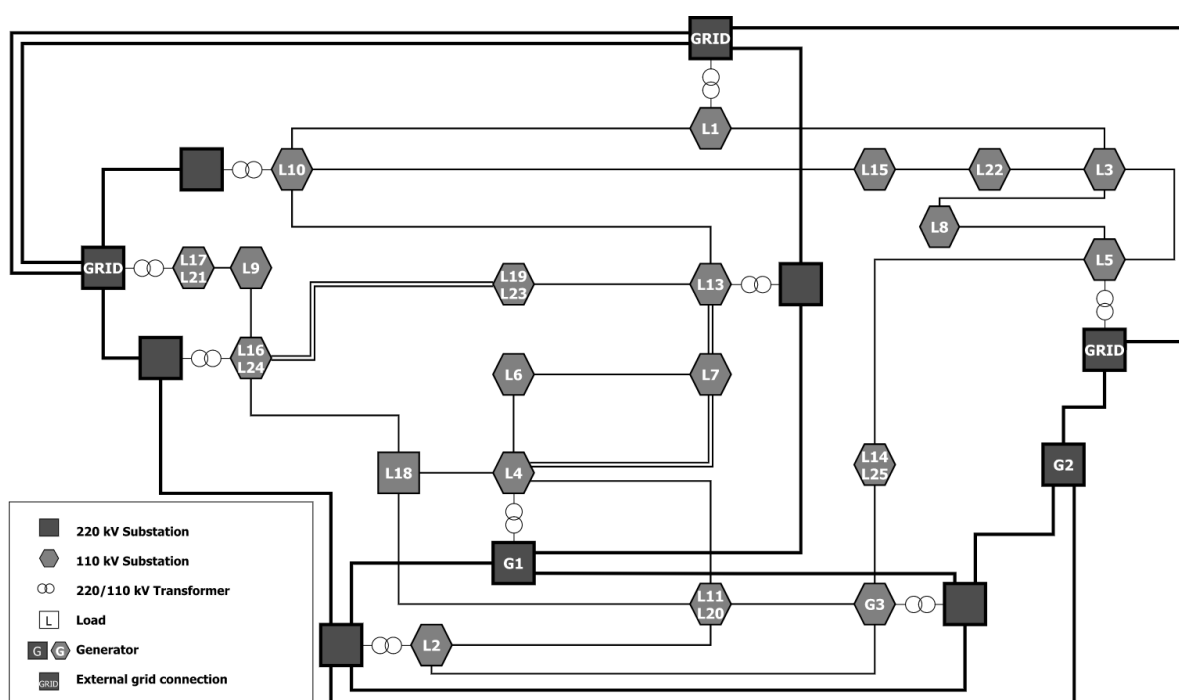 GRID
L1
L10
L15
L22
L3
L8
GRID
L17
L21
L9
L19
L23
L13
L5
L16
L24
GRID
L6
L7
L18
L4
L14
L25
G2
G1
L11
L20
G3
L2
220 kV Substation
110 kV Substation
220/110 kV Transformer
L Load
G G Generator
GRID External grid connection